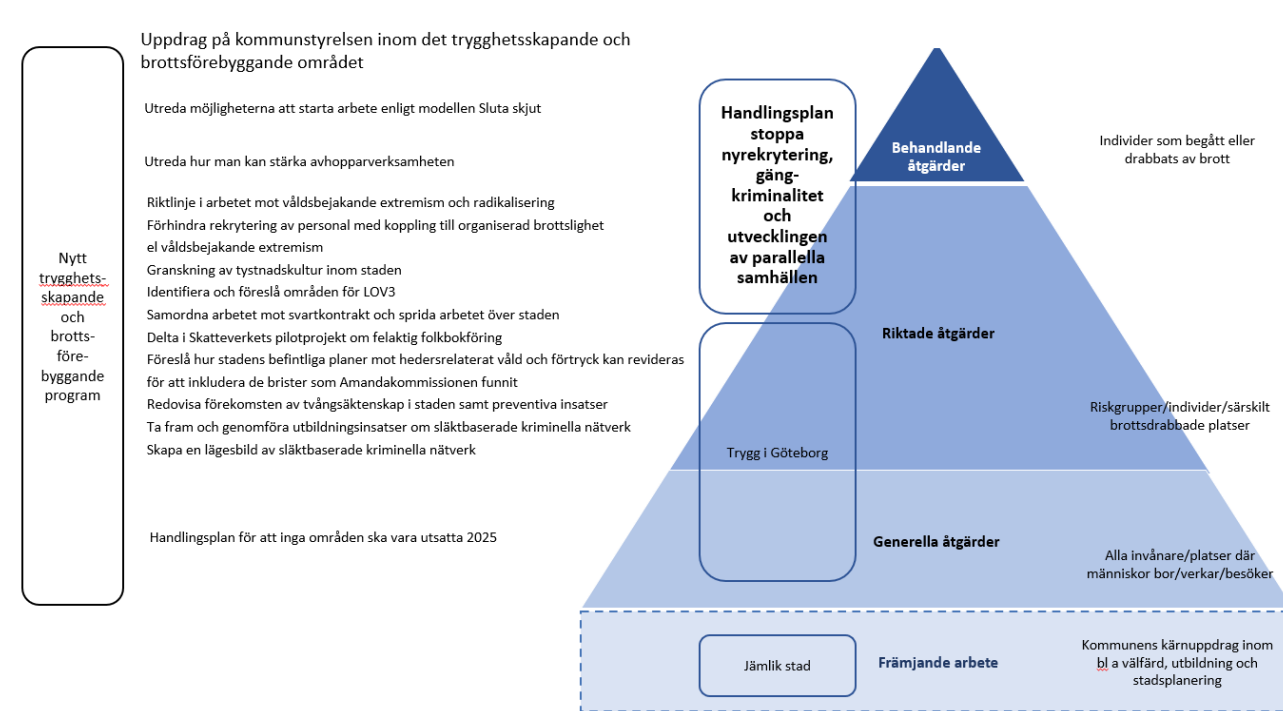 Uppdrag på kommunstyrelsen inom det trygghetsskapande och
brottsförebyggande området
Nytt
trygghets-
skapande
och
brotts-
före-
byggande
program
Utreda möjligheterna att starta arbete enligt modellen Sluta skjut
Utreda hur man kan stärka avhopparverksamheten
Riktlinje i arbetet mot våldsbejakande extremism och radikalisering
Förhindra rekrytering av personal med koppling till organiserad brottslighet
el våldsbejakande extremism
Granskning av tystnadskultur inom staden
Identifiera och föreslå områden för LOV3
Samordna arbetet mot svartkontrakt och sprida arbetet över staden
Delta i Skatteverkets pilotprojekt om felaktig folkbokföring
Föreslå hur stadens befintliga planer mot hedersrelaterat våld och förtryck kan revideras
för att inkludera de brister som Amandakommissionen funnit
Redovisa förekomsten av tvångsäktenskap i staden samt preventiva insatser
Ta fram och genomföra utbildningsinsatser om släktbaserade kriminella nätverk
Skapa en lägesbild av släktbaserade kriminella nätverk
Handlingsplan för att inga områden ska vara utsatta 2025
Handlingsplan
stoppa
nyrekrytering,
gäng-
kriminalitet
och
utvecklingen
av parallella
samhällen
Trygg i Göteborg
Jämlik stad
Behandlande
åtgärder
Riktade åtgärder
Generella åtgärder
Främjande arbete
Individer som begått eller
drabbats av brott
Riskgrupper/individer/särskilt
brottsdrabbade platser
Alla invånare/platser där
människor bor/verkar/besöker
Kommunens kärnuppdrag inom
bl a välfärd, utbildning och
stadsplanering